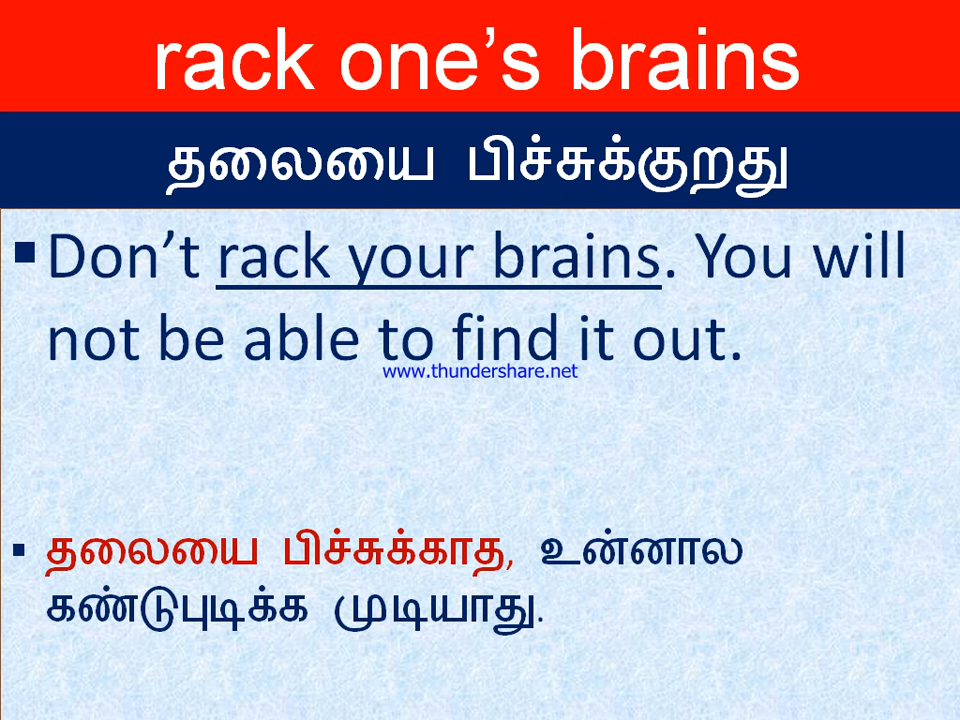 rack one’s brains
தலையை பிச்சுக்குறது
▪ Don’t rack your brains. You will
not be able to find it out.
www.thundershare.net
▪ தலையை பிச்சுக்காத, உன்னால
கண்டுபுடிக்க முடியாது.